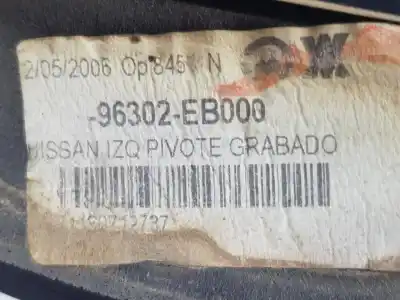 2/05/2006 Op 845 N
-96302-EB000
NISSAN IZQ PIVOTE GRABADO